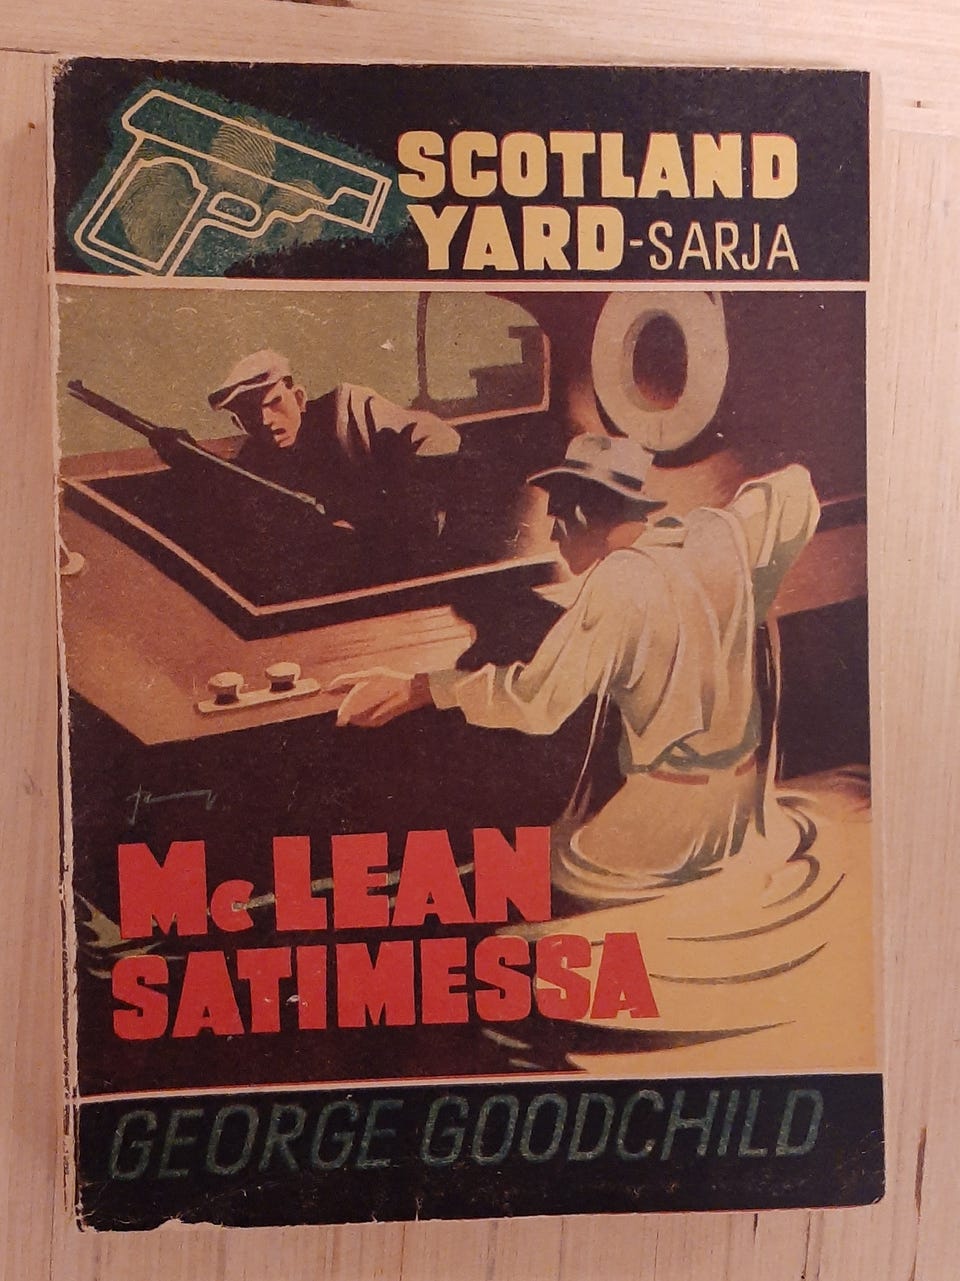 SCOTLAND
YARD-SARJA
McLEAN
SATIMESSA
GEORGE GOODCHILD